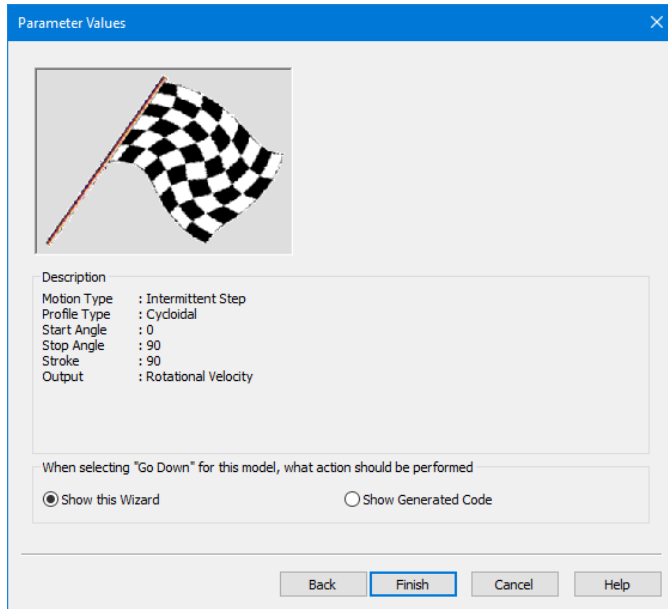 Parameter Values
Description
Motion Type : Intermittent Step
Profile Type : Cycloidal
Start Angle : 0
Stop Angle : 90
Stroke : 90
Output : Rotational Velocity
When selecting "Go Down" for this model, what action should be performed
Show this Wizard Show Generated Code
Back Finish Cancel Help